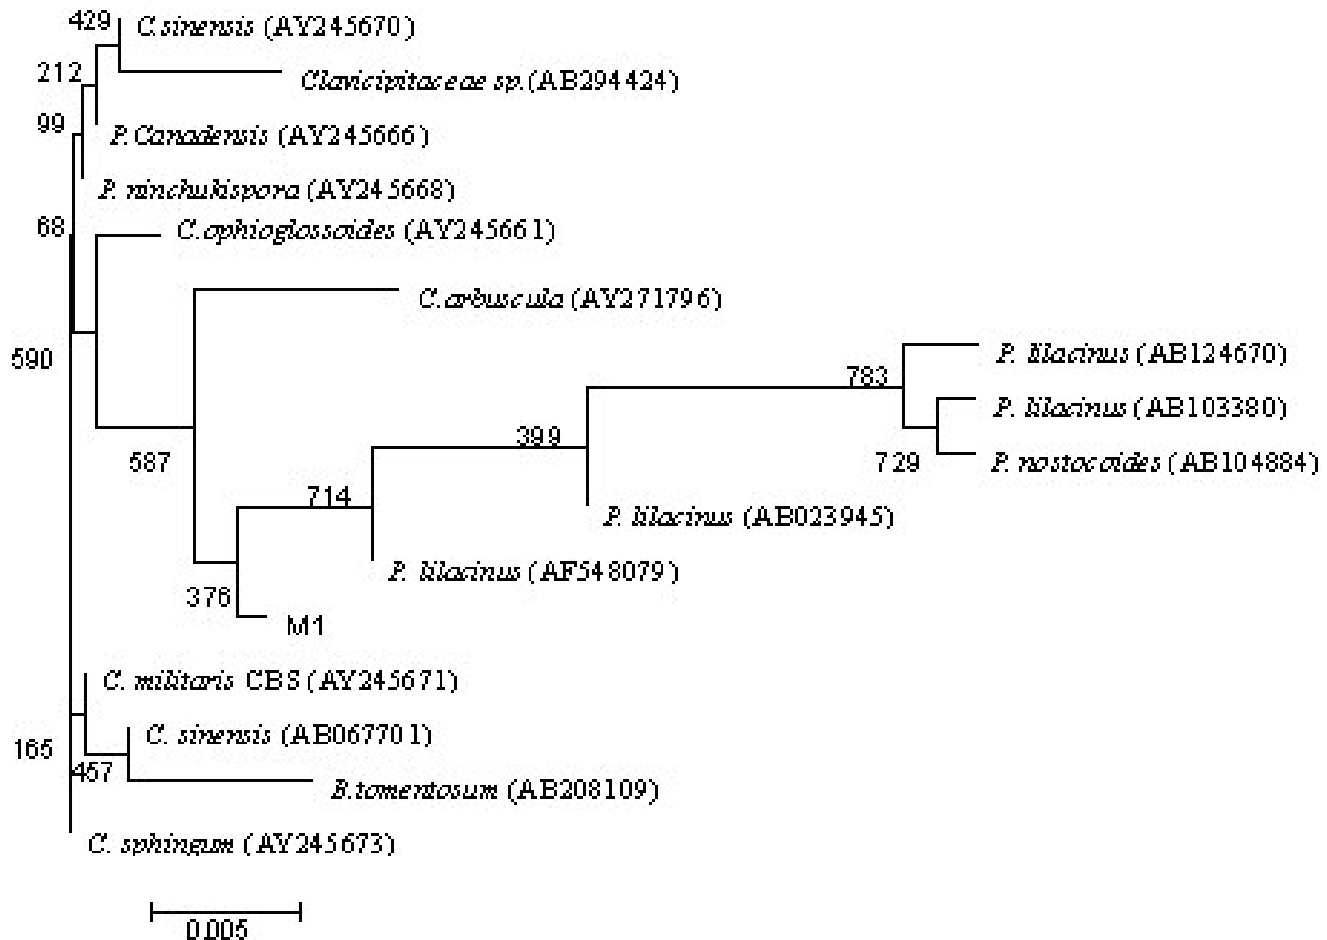 429 C.sinensis (AY245670)
212 Clavicipitaceae sp.(AB294424)
99 P.Canadensis (AY245666)
P. ninchukispora (AY245668)
68 C.ophioglossoides (AY245661)
C.arbuscula (AY271796)
590 783 P. lilacinus (AB124670)
P. lilacinus (AB103380)
587 399 729 P. nostocoides (AB104884)
714 P. lilacinus (AB023945)
P. lilacinus (AF548079)
376 M1
C. militaris CBS (AY245671)
165 C. sinensis (AB067701)
457 B.tomentosum (AB208109)
C. sphingum (AY245673)
0.005